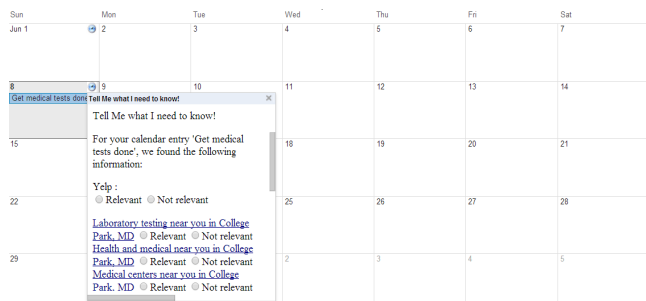 Sun Mon Tue Wed Thu Fri Sat
Jun 1 2 3 4 5 6 7
8 9 10 11 12 13 14
Get medical tests done
Tell Me what I need to know!
Tell Me what I need to know!
For your calendar entry 'Get medical
tests done', we found the following
information:
Yelp :
Relevant Not relevant
Laboratory testing near you in College
Park, MD Relevant Not relevant
Health and medical near you in College
Park, MD Relevant Not relevant
Medical centers near you in College
Park, MD Relevant Not relevant
15 18 19 20 21
22 25 26 27 28
29 2 3 4 5